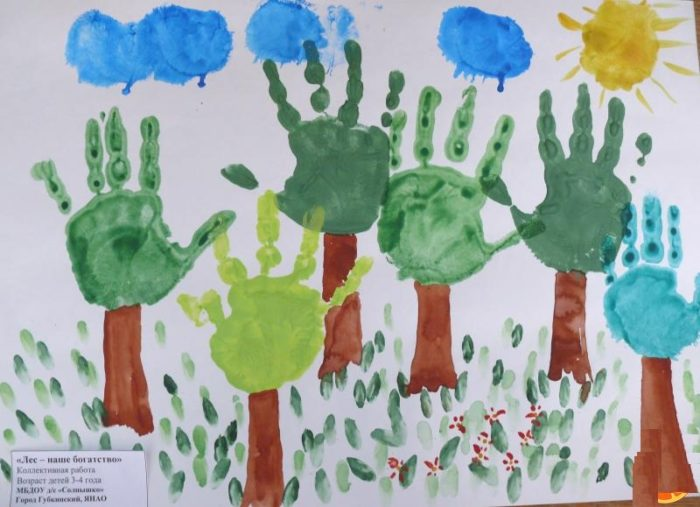 «Лес – наше богатство»
Коллективная работа
Возраст детей 3-4 года
МБДОУ д/с «Солнышко»
Город Губкинский, ЯНАО